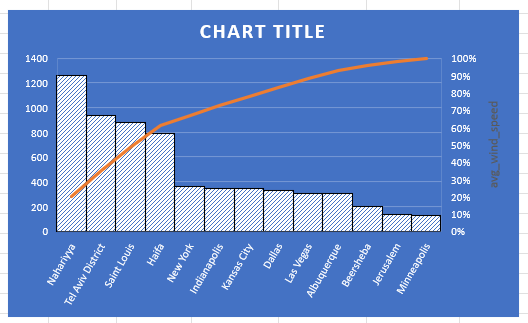 CHART TITLE
1400
1200
1000
800
600
400
200
0
100%
90%
80%
70%
60%
50%
40%
30%
20%
10%
0%
avg_wind_speed
Nahariyya
Tel Aviv District
Saint Louis
Haifa
New York
Indianapolis
Kansas City
Dallas
Las Vegas
Albuquerque
Beersheba
Jerusalem
Minneapolis